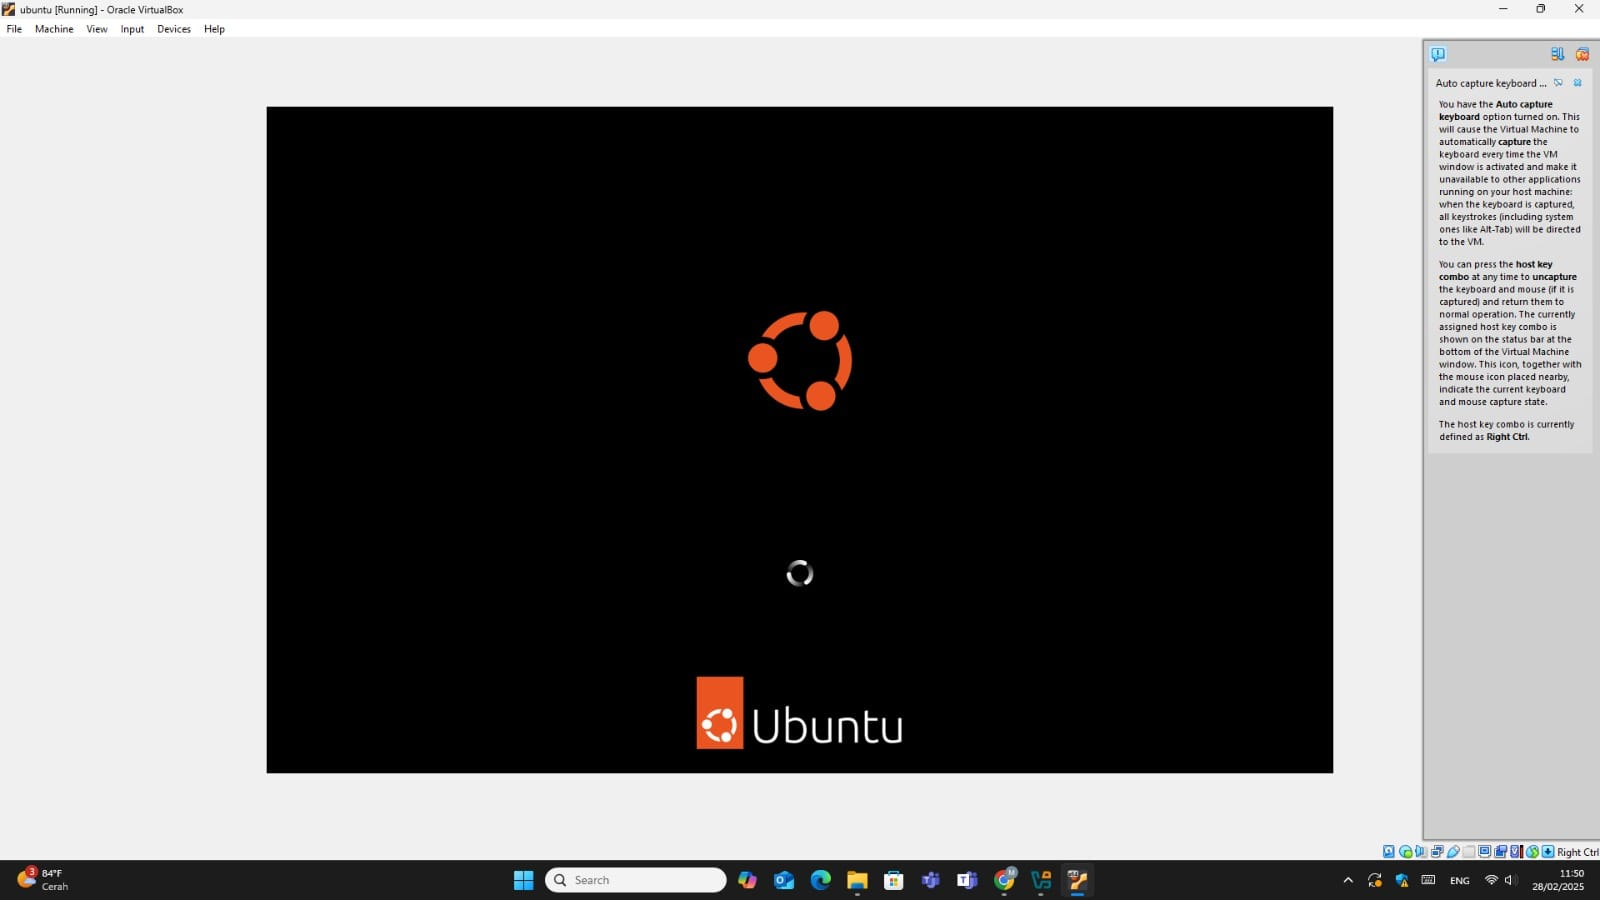 ubuntu [Running] - Oracle VirtualBox
File Machine View Input Devices Help
Auto capture keyboard ...
You have the Auto capture
keyboard option turned on. This
will cause the Virtual Machine to
automatically capture the
keyboard every time the VM
window is activated and make it
unavailable to other applications
running on your host machine:
when the keyboard is captured,
all keystrokes (including system
ones like Alt-Tab) will be directed
to the VM.
You can press the host key
combo at any time to uncapture
the keyboard and mouse (if it is
captured) and return them to
normal operation. The currently
assigned host key combo is
shown on the status bar at the
bottom of the Virtual Machine
window. This icon, together with
the mouse icon placed nearby,
indicate the current keyboard
and mouse capture state.
The host key combo is currently
defined as Right Ctrl.
Ubuntu
Right Ctrl
3
84°F
Cerah
Search
ENG
11:50
28/02/2025